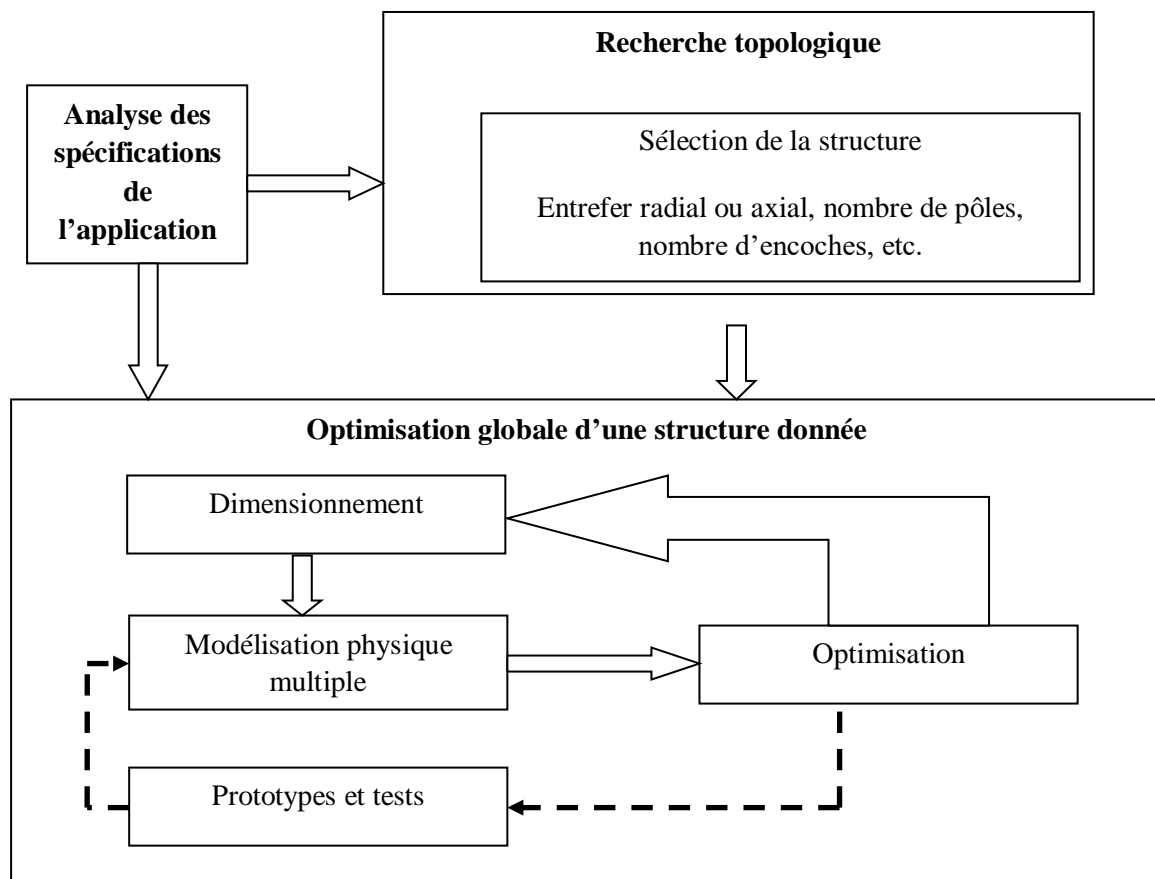 Recherche topologique
Analyse des
spécifications
de
l’application
Sélection de la structure
Entrefer radial ou axial, nombre de pôles,
nombre d’encoches, etc.
Optimisation globale d’une structure donnée
Dimensionnement
Modélisation physique
multiple
Optimisation
Prototypes et tests